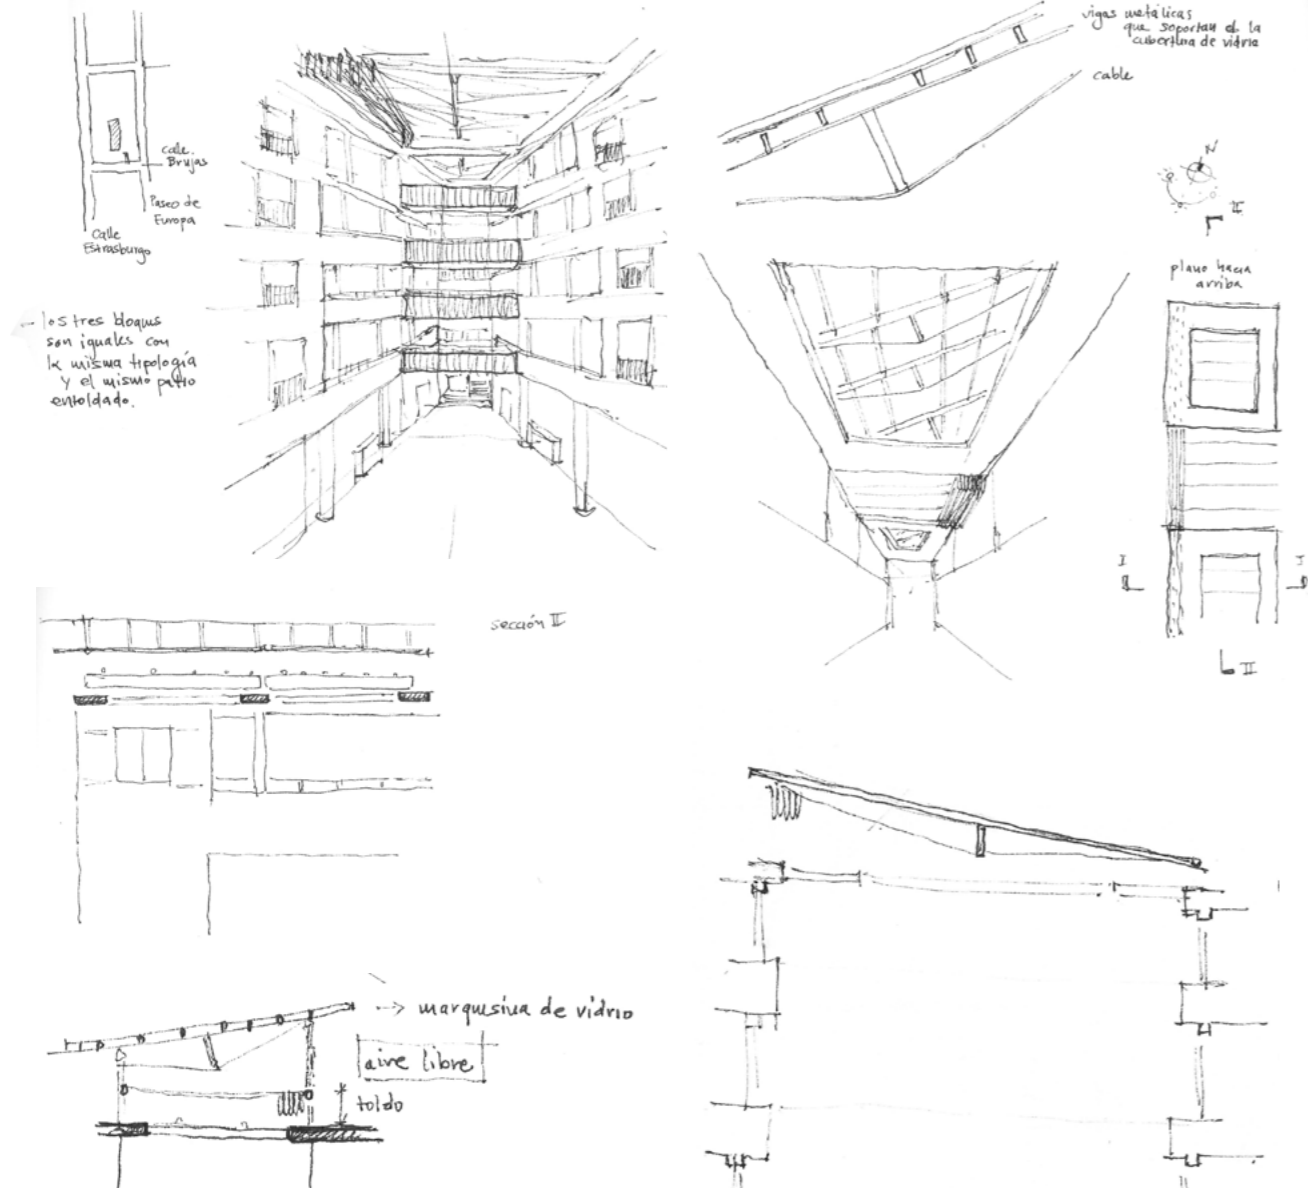 calle.
Brujas
Paseo de
Europa
Calle
Estrasburgo
los tres bloques
son iguales con
la misma tipología
y el mismo patio
entoldado.
vigas metálicas
que soportan la
cubertura de vidrio
cable
N
II
plano hacia
arriba
I
I
II
sección II
→ marquesina de vidrio
aire libre
toldo